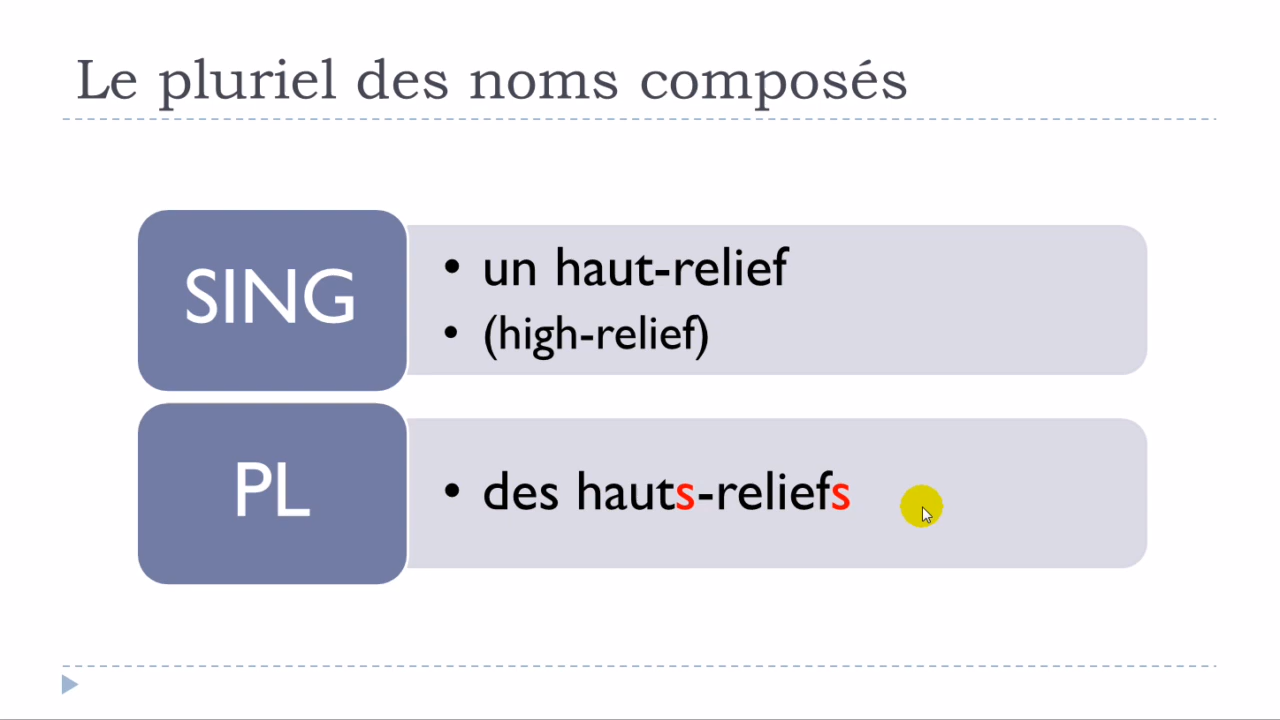 Le pluriel des noms composés
SING
• un haut-relief
• (high-relief)
PL
• des hauts-reliefs